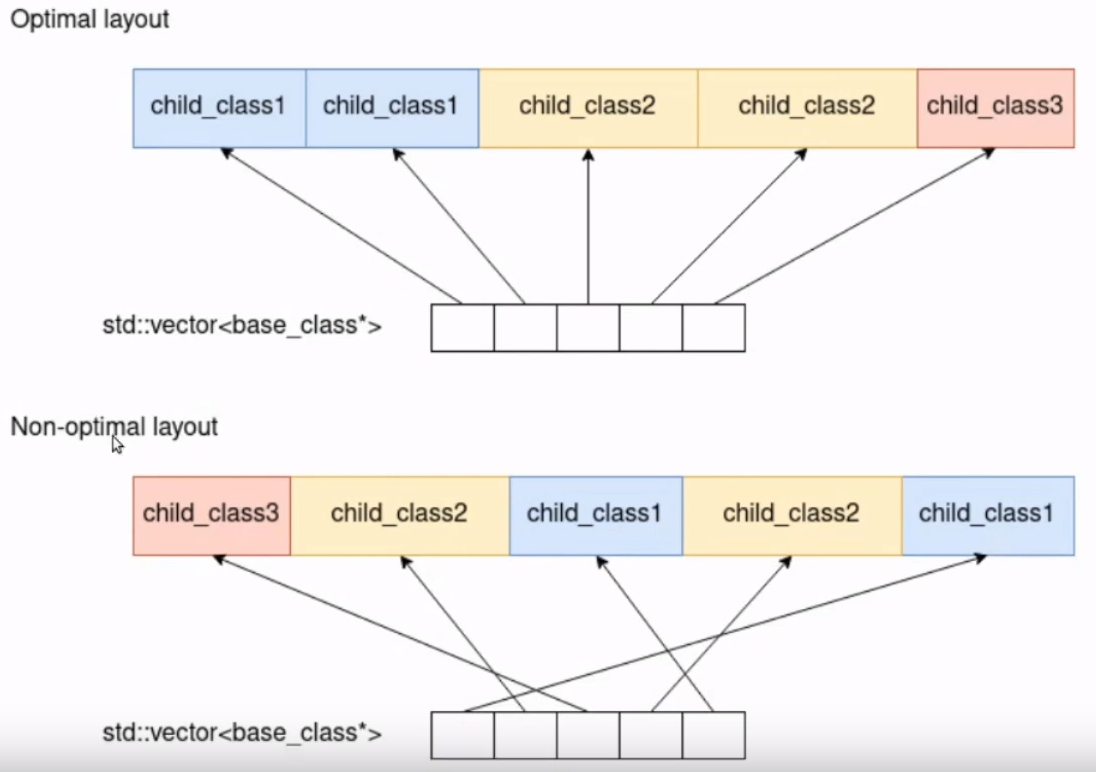 Optimal layout
child_class1 child_class1 child_class2 child_class2 child_class3
std::vector<base_class*>
Non-optimal layout
child_class3 child_class2 child_class1 child_class2 child_class1
std::vector<base_class*>